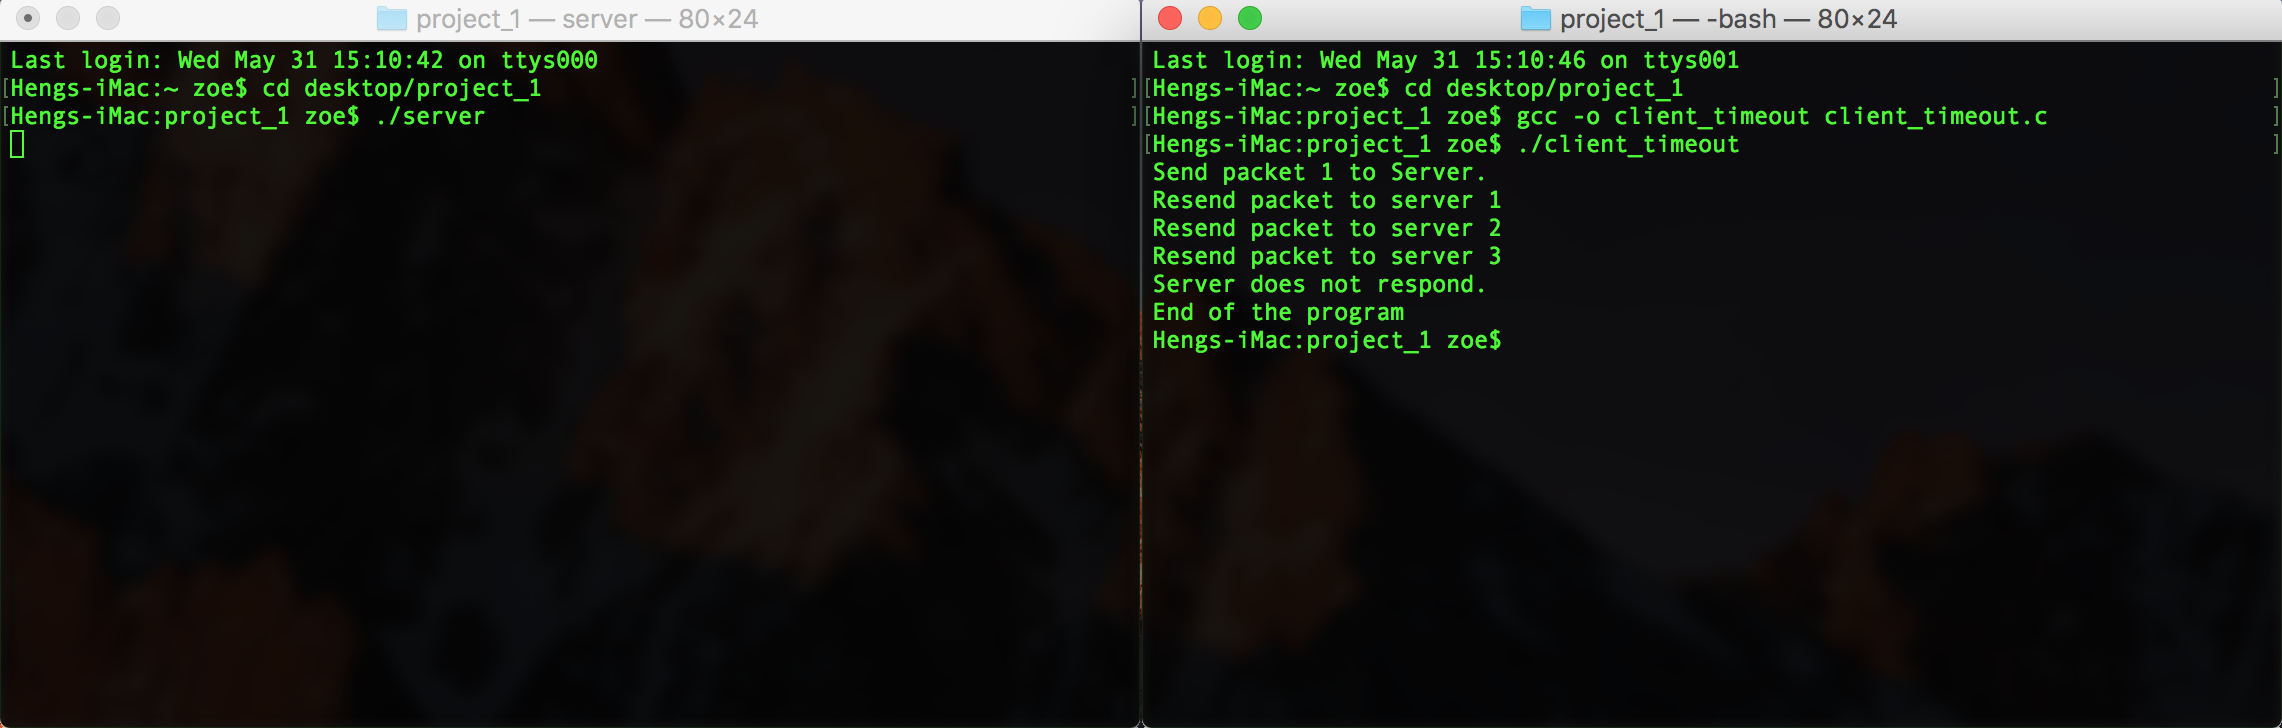 project_1 — server — 80×24
Last login: Wed May 31 15:10:42 on ttys000
[Hengs-iMac:~ zoe$ cd desktop/project_1 ]
[Hengs-iMac:project_1 zoe$ ./server ]
project_1 — -bash — 80×24
Last login: Wed May 31 15:10:46 on ttys001
[Hengs-iMac:~ zoe$ cd desktop/project_1 ]
[Hengs-iMac:project_1 zoe$ gcc -o client_timeout client_timeout.c ]
[Hengs-iMac:project_1 zoe$ ./client_timeout ]
Send packet 1 to Server.
Resend packet to server 1
Resend packet to server 2
Resend packet to server 3
Server does not respond.
End of the program
Hengs-iMac:project_1 zoe$